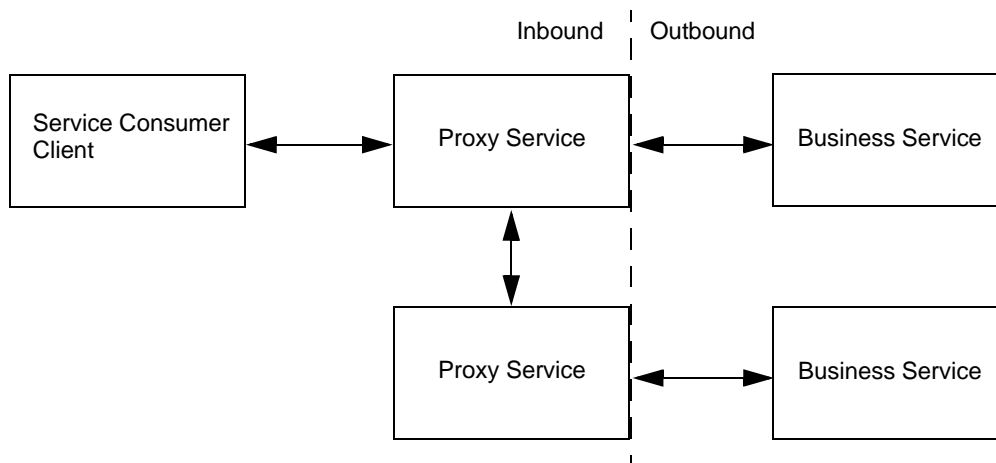 Inbound
Outbound
Service Consumer
Client
Proxy Service
Business Service
Proxy Service
Business Service